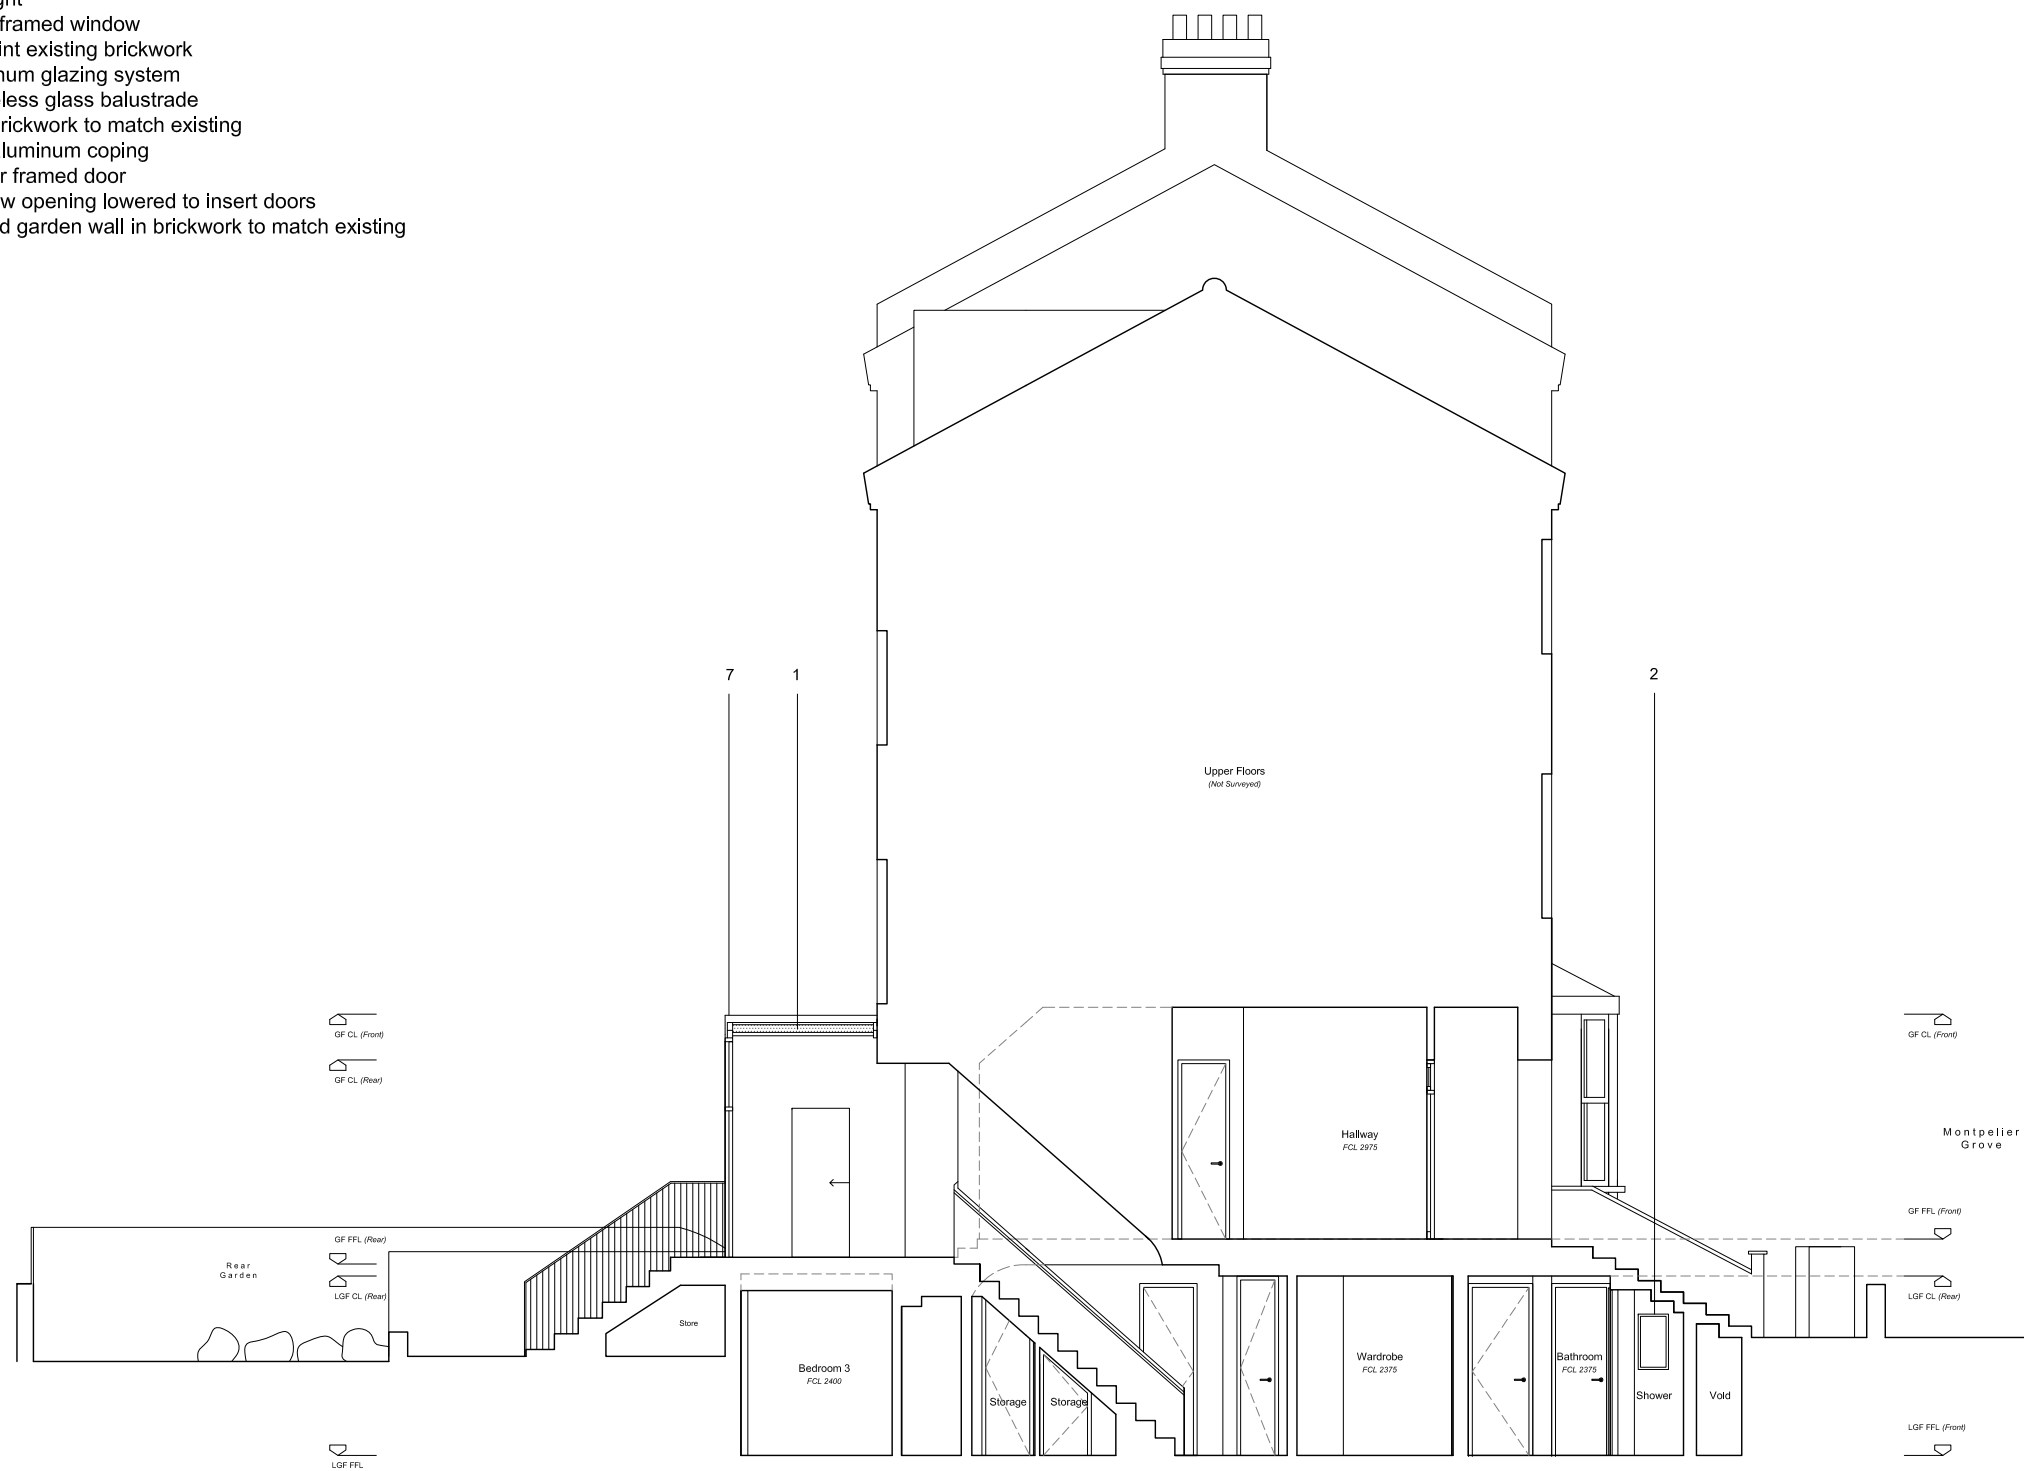 framed window
int existing brickwork
num glazing system
less glass balustrade
rickwork to match existing
luminum coping
r framed door
w opening lowered to insert doors
d garden wall in brickwork to match existing
7
1
2
Upper Floors
(Not Surveyed)
GF CL (Front)
GF CL (Rear)
GF CL (Front)
Hallway
FCL 2975
Montpelier
Grove
GF FFL (Rear)
GF FFL (Front)
Rear
Garden
LGF CL (Rear)
LGF CL (Rear)
Store
Bedroom 3
FCL 2400
Storage
Storage
Wardrobe
FCL 2375
Bathroom
FCL 2375
Shower
Vold
LGF FFL
LGF FFL (Front)